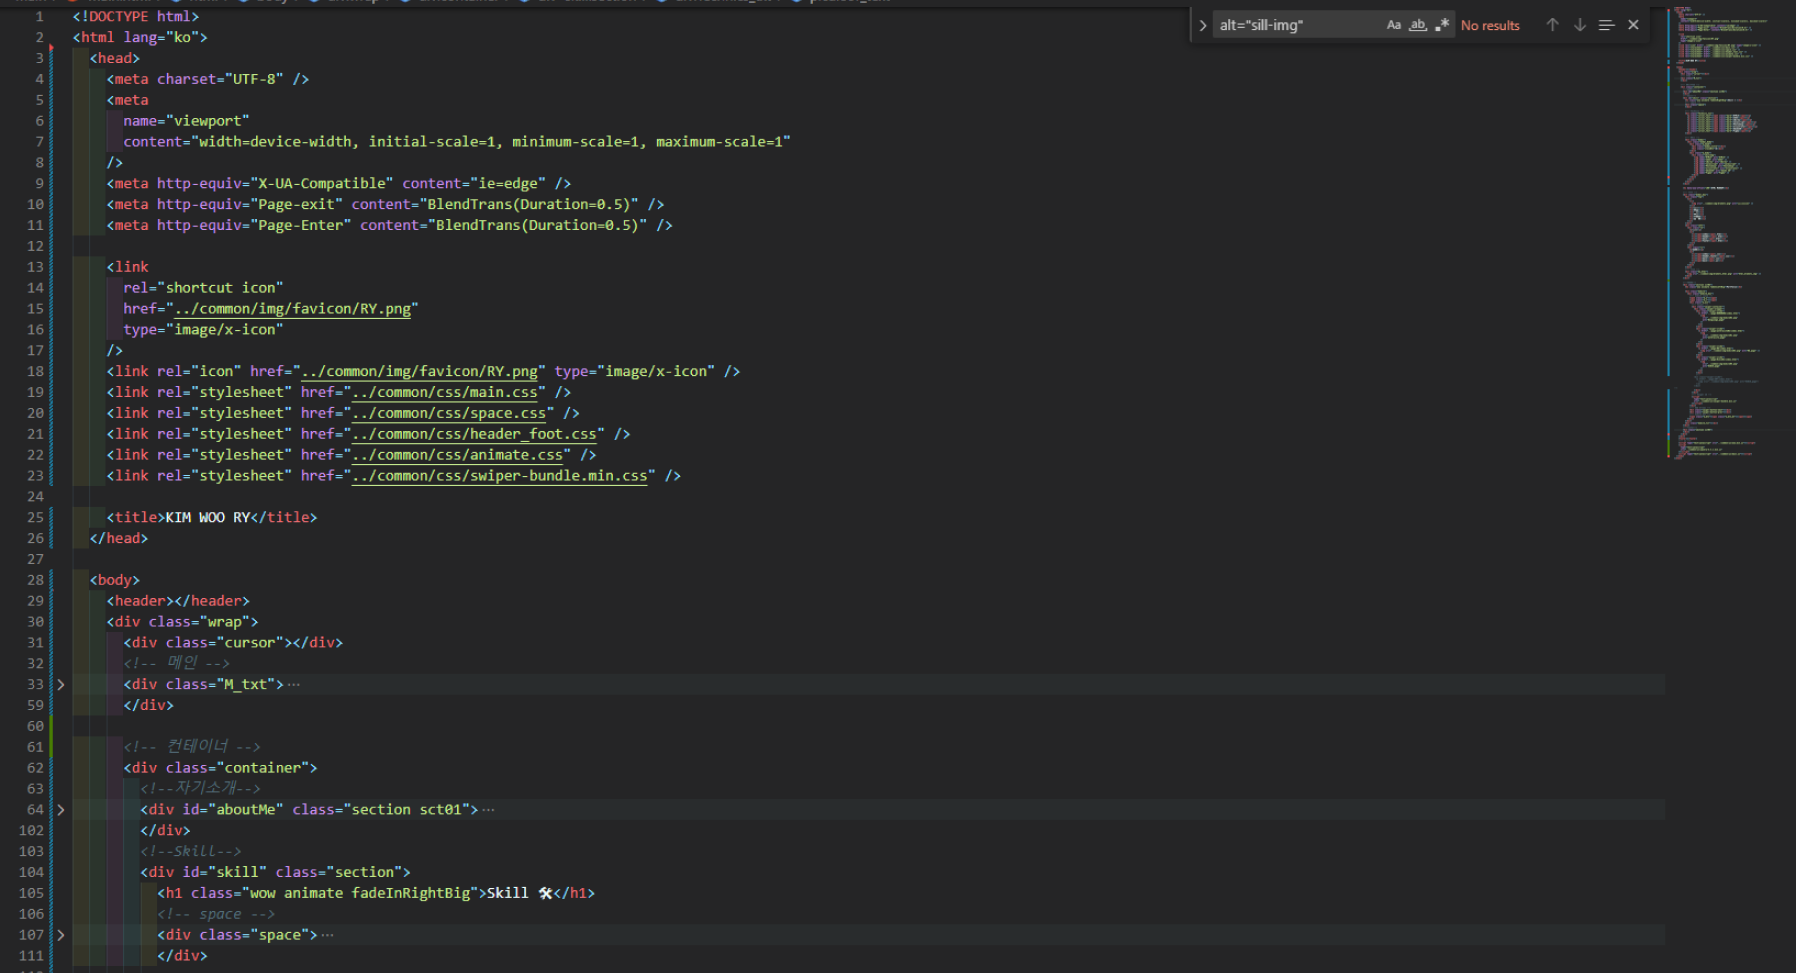 alt="sill-img"
Aa ab .* No results
1 <!DOCTYPE html>
2 <html lang="ko">
3 <head>
4 <meta charset="UTF-8" />
5 <meta
6 name="viewport"
7 content="width=device-width, initial-scale=1, minimum-scale=1, maximum-scale=1"
8 />
9 <meta http-equiv="X-UA-Compatible" content="ie=edge" />
10 <meta http-equiv="Page-exit" content="BlendTrans(Duration=0.5)" />
11 <meta http-equiv="Page-Enter" content="BlendTrans(Duration=0.5)" />
12
13 <link
14 rel="shortcut icon"
15 href="../common/img/favicon/RY.png"
16 type="image/x-icon"
17 />
18 <link rel="icon" href="../common/img/favicon/RY.png" type="image/x-icon" />
19 <link rel="stylesheet" href="../common/css/main.css" />
20 <link rel="stylesheet" href="../common/css/space.css" />
21 <link rel="stylesheet" href="../common/css/header_foot.css" />
22 <link rel="stylesheet" href="../common/css/animate.css" />
23 <link rel="stylesheet" href="../common/css/swiper-bundle.min.css" />
24
25 <title>KIM WOO RY</title>
26 </head>
27
28 <body>
29 <header></header>
30 <div class="wrap">
31 <div class="cursor"></div>
32 <!-- 메인 -->
33 <div class="M_txt">···
59 </div>
60
61 <!-- 컨테이너 -->
62 <div class="container">
63 <!--자기소개-->
64 <div id="aboutMe" class="section sct01">···
102 </div>
103 <!--Skill-->
104 <div id="skill" class="section">
105 <h1 class="wow animate fadeInRightBig">Skill 🛠</h1>
106 <!-- space -->
107 <div class="space">···
111 </div>